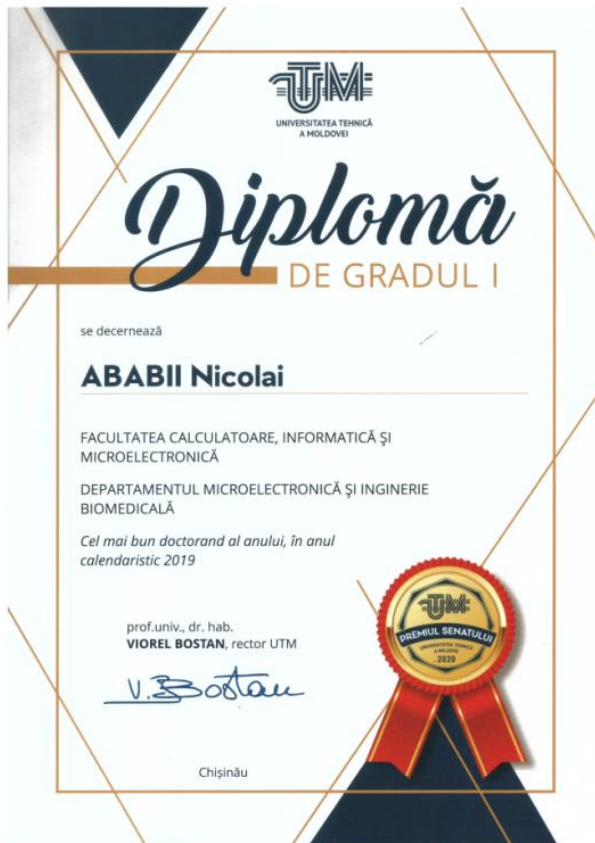 UTM
UNIVERSITATEA TEHNICĂ
A MOLDOVEI
Diplomă
DE GRADUL I
se decernează
ABABII Nicolai
FACULTATEA CALCULATOARE, INFORMATICĂ ŞI
MICROELECTRONICĂ
DEPARTAMENTUL MICROELECTRONICĂ ŞI INGINERIE
BIOMEDICALĂ
Cel mai bun doctorand al anului, în anul
calendaristic 2019
prof.univ., dr. hab.
VIOREL BOSTAN, rector UTM
V. Bostan
Chișinău
UTM
PREMIUL SENATULUI
UNIVERSITATEA TEHNICĂ
A MOLDOVEI
2020